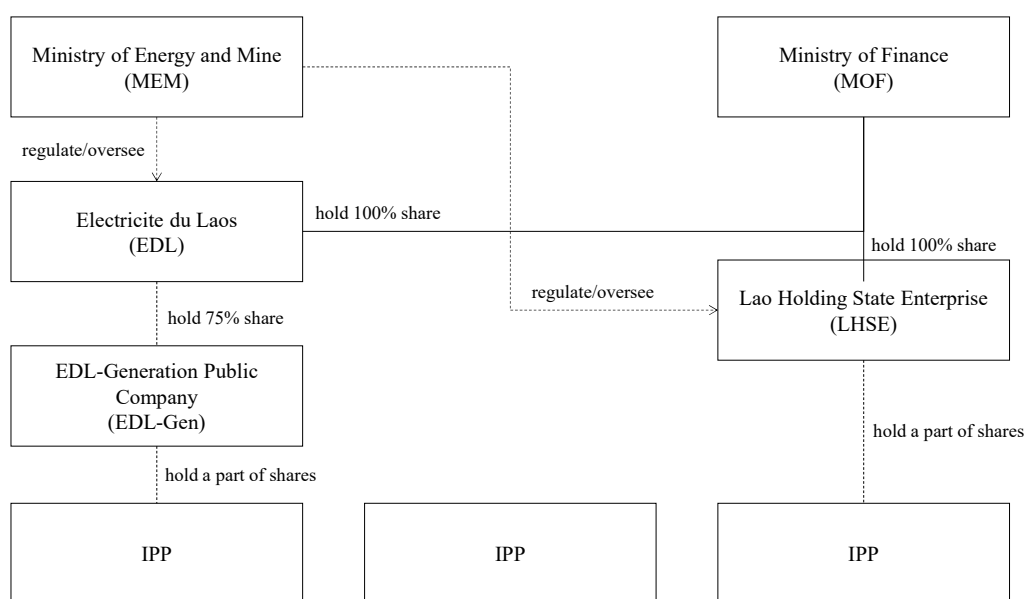 Ministry of Energy and Mine
(MEM)
Ministry of Finance
(MOF)
regulate/oversee
Electricite du Laos
(EDL)
hold 100% share
hold 100% share
regulate/oversee
Lao Holding State Enterprise
(LHSE)
hold 75% share
EDL-Generation Public
Company
(EDL-Gen)
hold a part of shares
hold a part of shares
IPP
IPP
IPP